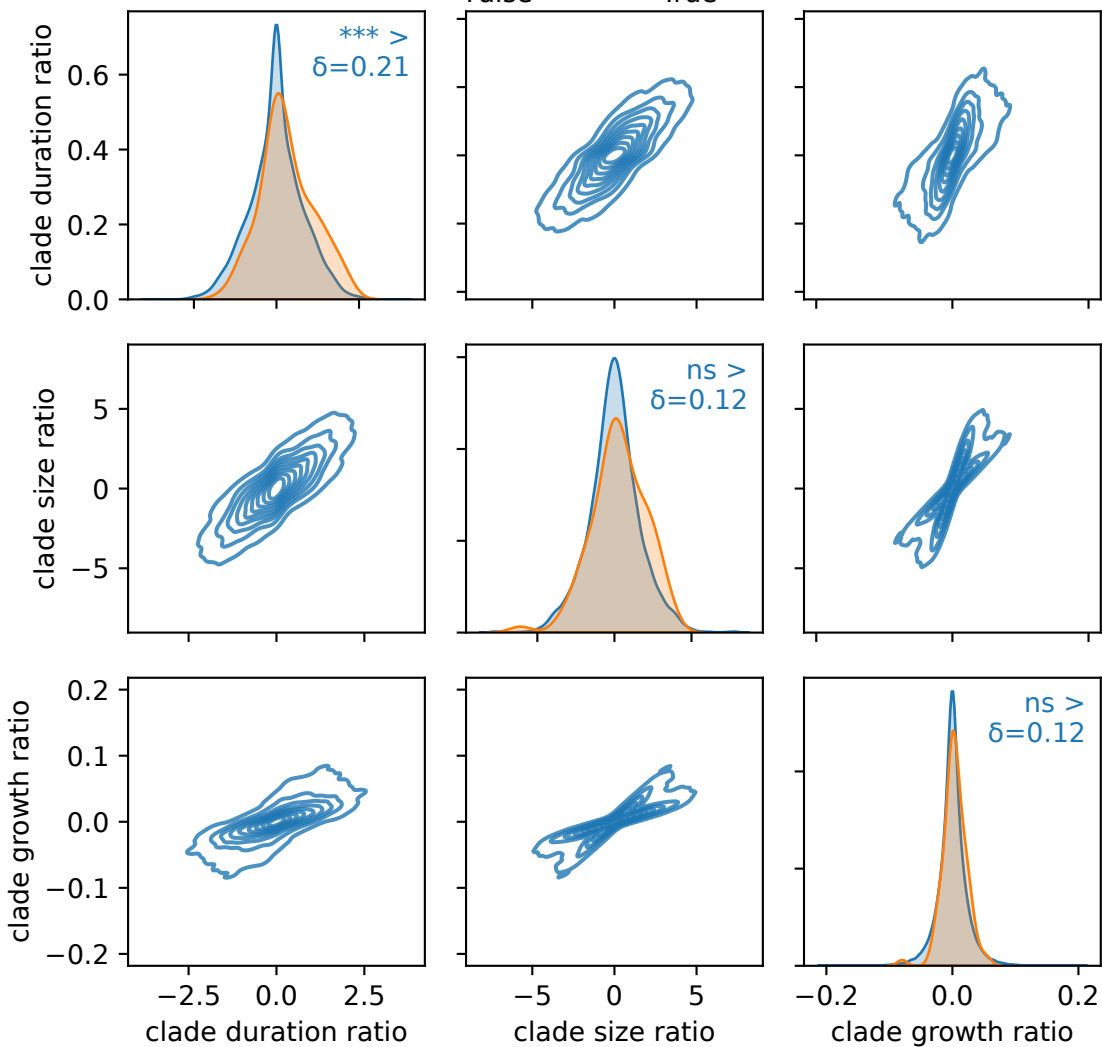 False True
clade duration ratio
0.6
0.4
0.2
0.0
*** >
δ=0.21
clade size ratio
5
0
−5
ns >
δ=0.12
clade growth ratio
0.2
0.1
0.0
−0.1
−0.2
ns >
δ=0.12
−2.5 0.0 2.5
−5 0 5
−0.2 0.0 0.2
clade duration ratio
clade size ratio
clade growth ratio